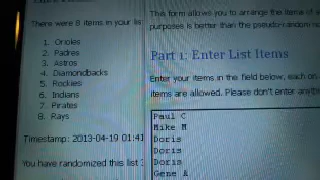 There were 8 items in your list
1. Orioles
2. Padres
3. Astros
4. Diamondbacks
5. Rockies
6. Indians
7. Pirates
8. Rays
Timestamp: 2013-04-19 01:41
You have randomized this list 3
This form allows you to arrange the items of
purposes is better than the pseudo-random
Part 1: Enter List Items
Enter your items in the field below, each on
items are allowed. Please don't enter anything
Paul C
Mike M
Doris
Doris
Doris
Gene A